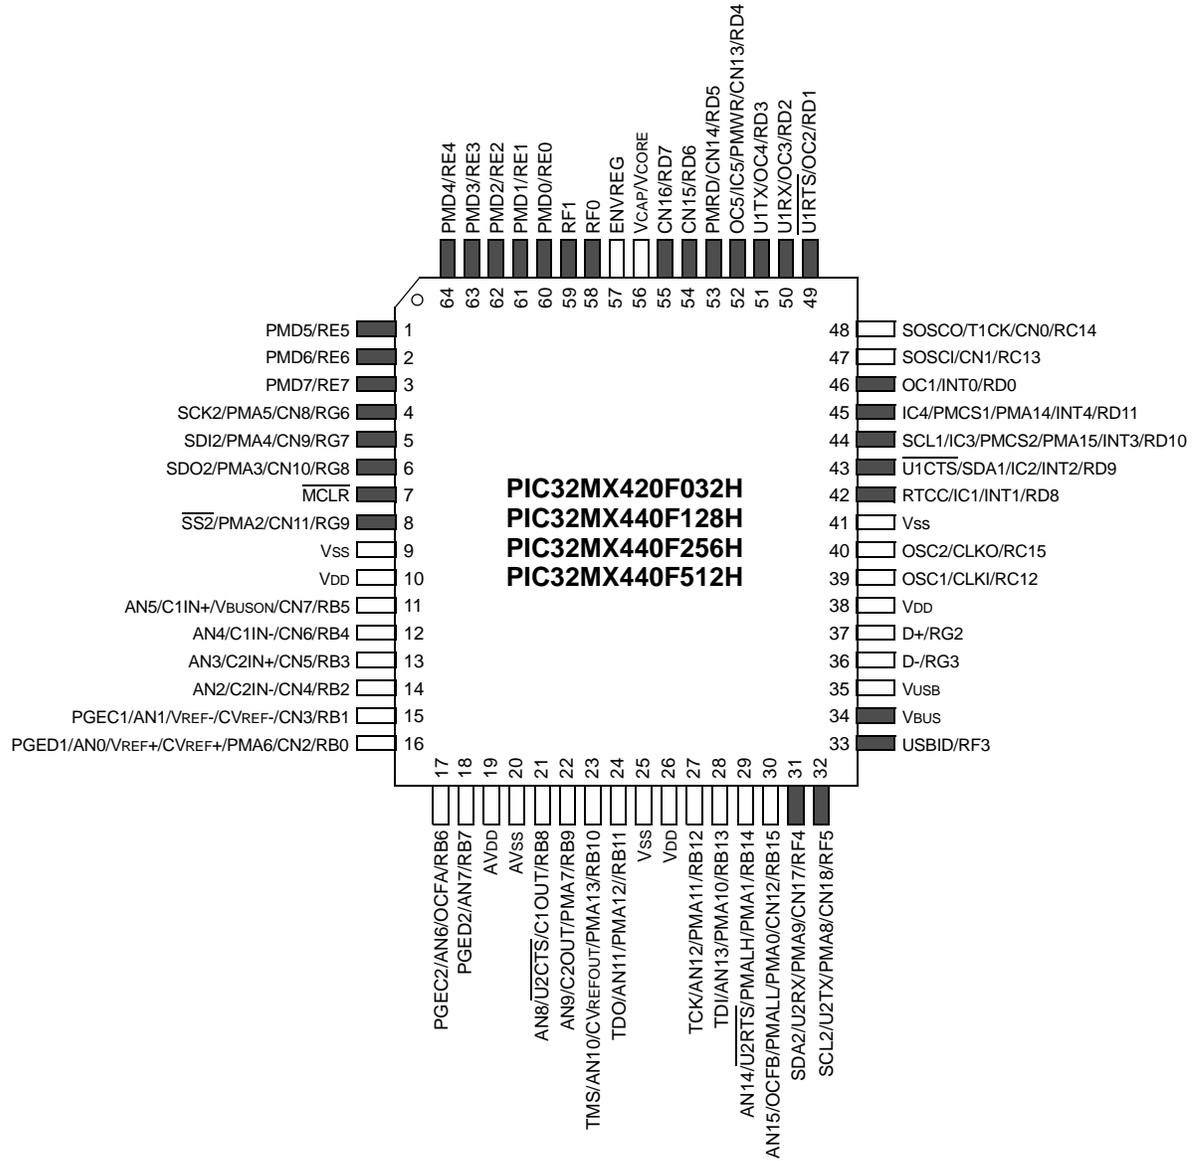 PMD4/RE4
PMD3/RE3
PMD2/RE2
PMD1/RE1
PMD0/RE0
RF1
RF0
ENVREG
VCAP/VCORE
CN16/RD7
CN15/RD6
PMRD/CN14/RD5
OC5/IC5/PMWR/CN13/RD4
U1TX/OC4/RD3
U1RX/OC3/RD2
U1RTS/OC2/RD1
64 63 62 61 60 59 58 57 56 55 54 53 52 51 50 49
PMD5/RE5 1
PMD6/RE6 2
PMD7/RE7 3
SCK2/PMA5/CN8/RG6 4
SDI2/PMA4/CN9/RG7 5
SDO2/PMA3/CN10/RG8 6
MCLR 7
SS2/PMA2/CN11/RG9 8
VSS 9
VDD 10
AN5/C1IN+/VBUSON/CN7/RB5 11
AN4/C1IN-/CN6/RB4 12
AN3/C2IN+/CN5/RB3 13
AN2/C2IN-/CN4/RB2 14
PGEC1/AN1/VREF-/CVREF-/CN3/RB1 15
PGED1/AN0/VREF+/CVREF+/PMA6/CN2/RB0 16
PIC32MX420F032H
PIC32MX440F128H
PIC32MX440F256H
PIC32MX440F512H
48 SOSCO/T1CK/CN0/RC14
47 SOSCI/CN1/RC13
46 OC1/INT0/RD0
45 IC4/PMCS1/PMA14/INT4/RD11
44 SCL1/IC3/PMCS2/PMA15/INT3/RD10
43 U1CTS/SDA1/IC2/INT2/RD9
42 RTCC/IC1/INT1/RD8
41 Vss
40 OSC2/CLKO/RC15
39 OSC1/CLKI/RC12
38 VDD
37 D+/RG2
36 D-/RG3
35 VUSB
34 VBUS
33 USBID/RF3
17 18 19 20 21 22 23 24 25 26 27 28 29 30 31 32
PGEC2/AN6/OCFA/RB6
PGED2/AN7/RB7
AVDD
AVSS
AN8/U2CTS/C1OUT/RB8
AN9/C2OUT/PMA7/RB9
TMS/AN10/CVREFOUT/PMA13/RB10
TDO/AN11/PMA12//RB11
VSS
VDD
TCK/AN12/PMA11/RB12
TDI/AN13/PMA10/RB13
AN14/U2RTS/PMALH/PMA1/RB14
AN15/OCFB/PMALL/PMA0/CN12/RB15
SDA2/U2RX/PMA9/CN17/RF4
SCL2/U2TX/PMA8/CN18/RF5